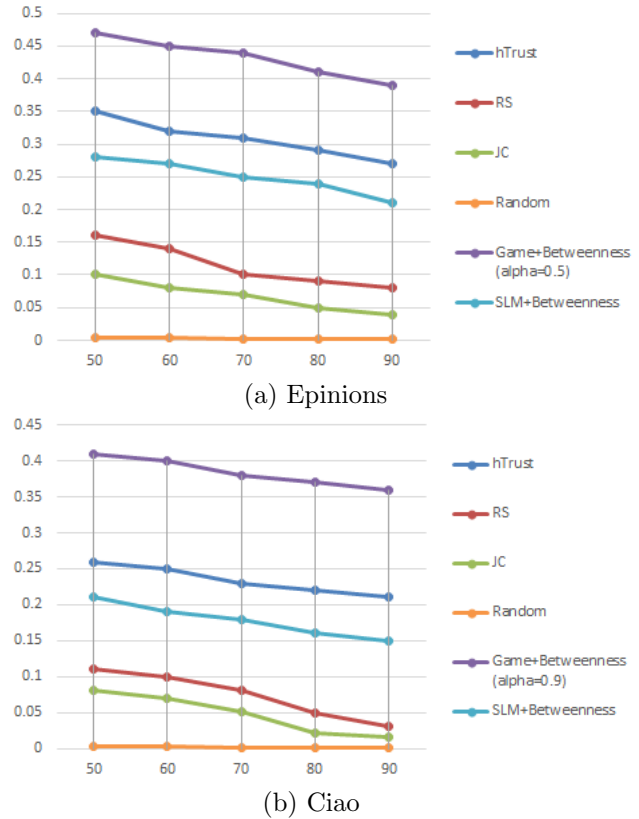 0.5
0.45
0.4
0.35
0.3
0.25
0.2
0.15
0.1
0.05
0
50 60 70 80 90
hTrust
RS
JC
Random
Game+Betweenness
(alpha=0.5)
SLM+Betweenness
(a) Epinions
0.45
0.4
0.35
0.3
0.25
0.2
0.15
0.1
0.05
0
50 60 70 80 90
hTrust
RS
JC
Random
Game+Betweenness
(alpha=0.9)
SLM+Betweenness
(b) Ciao